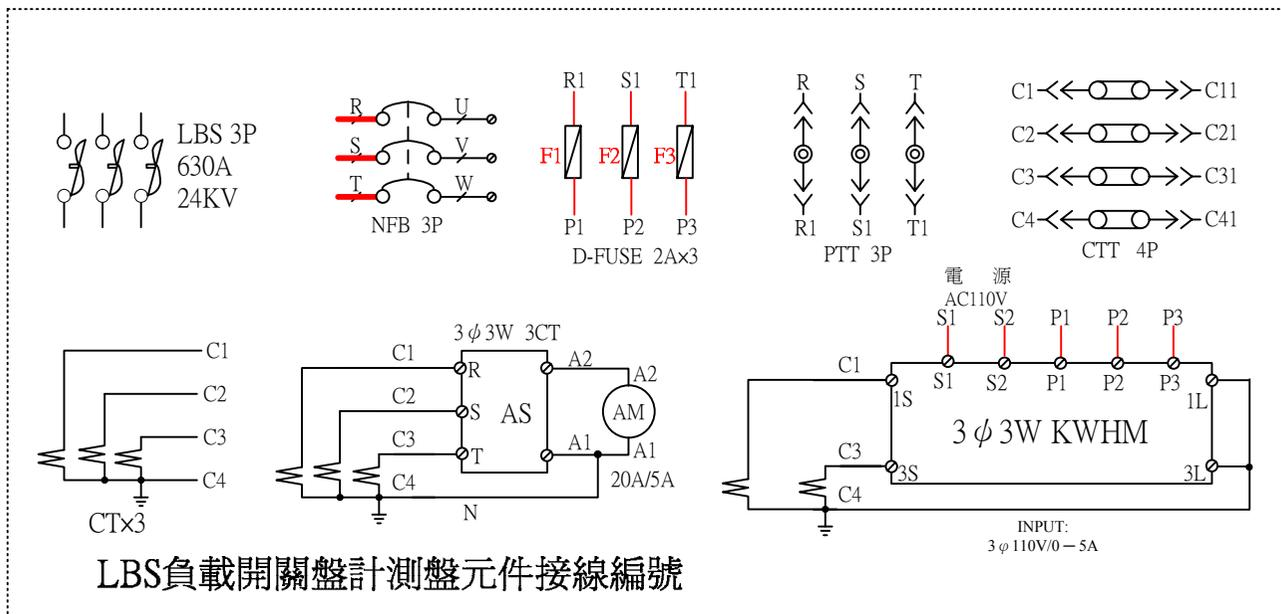 LBS 3P
630A
24KV
R U
S V
T W
NFB 3P
R1 S1 T1
F1 F2 F3
P1 P2 P3
D-FUSE 2A×3
R S T
R1 S1 T1
PTT 3P
C1 C11
C2 C21
C3 C31
C4 C41
CTT 4P
C1
C2
C3
C4
CT×3
3φ3W 3CT
C1 R A2 A2
C2 S AS AM
C3 T A1 A1
C4 20A/5A
N
電 源
AC110V
S1 S2 P1 P2 P3
S1 S2 P1 P2 P3
C1 1S 1L
3φ3W KWHM
C3 3S 3L
C4
INPUT:
3φ110V/0－5A
LBS負載開關盤計測盤元件接線編號